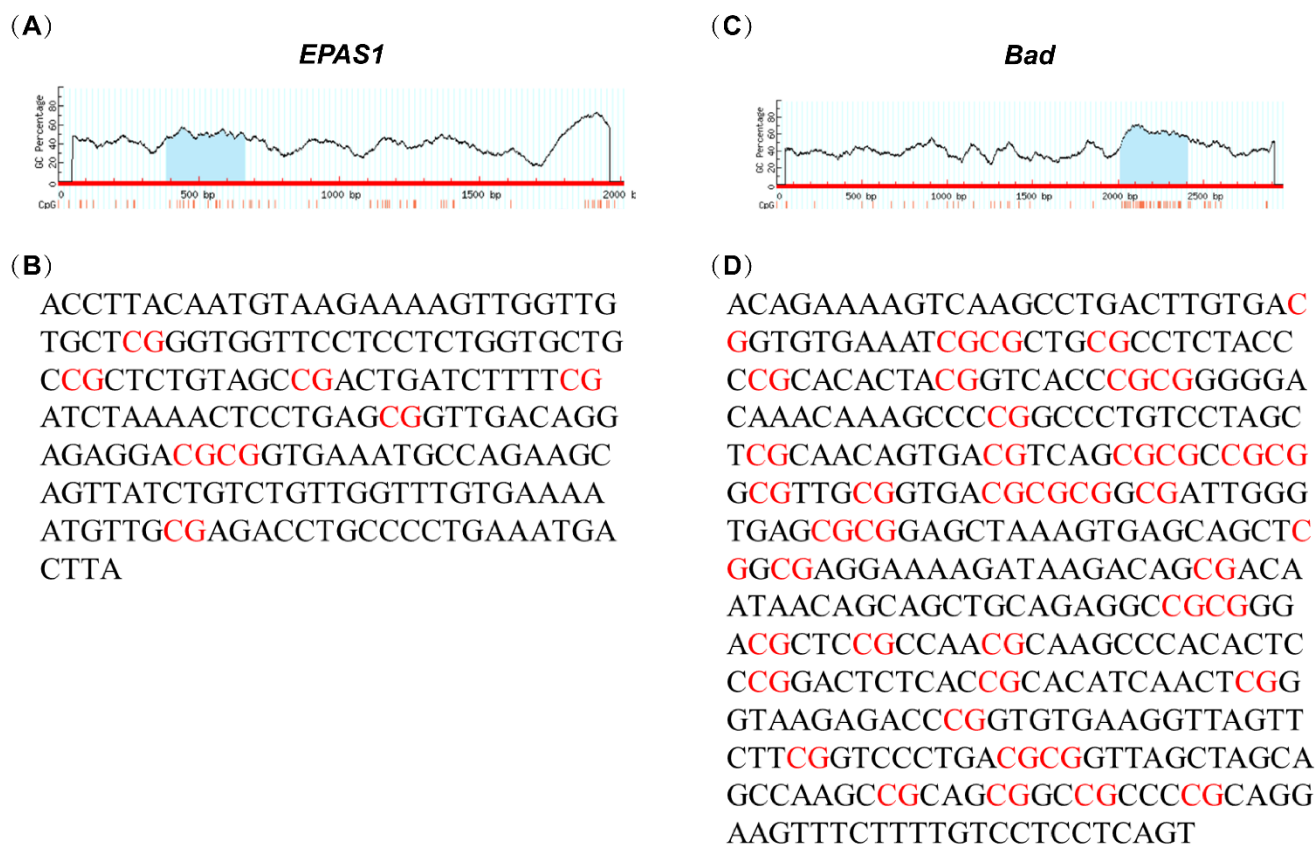 (A)
EPAS1
GC Percentage
0 20 40 60 80
0 500 bp 1000 bp 1500 bp 2000 b
CpG
(B)
ACCTTACAATGTAAGAAAAGTTGGTTG
TGCTCGGGTGGTTCCTCCTCTGGTGCTG
CCGCTCTGTAGCCGACTGATCTTTTCG
ATCTAAAACTCCTGAGCGGTTGACAGG
AGAGGACGCGGTGAAATGCCAGAAGC
AGTTATCTGTCTGTTGGTTTGTGAAAA
ATGTTGCGAGACCTGCCCCTGAAATGA
CTTA
(C)
Bad
GC Percentage
0 20 40 60 80
0 500 bp 1000 bp 1500 bp 2000 bp 2500 bp
CpG
(D)
ACAGAAAAGTCAAGCCTGACTTGTGAC
GGTGTGAAATCGCGCTGCGCCTCTACC
CCGCACACTACGGTCACCCGCGGGGGA
CAAACAAAGCCCCGGCCCTGTCCTAGC
TCGCAACAGTGACGTCAGCGCGCCGCG
GCGTTGCGGTGACGCGCGGCGATTGGG
TGAGCGCGGAGCTAAAGTGAGCAGCTC
GGCGAGGAAAAGATAAGACAGCGACA
ATAACAGCAGCTGCAGAGGCCGCGGG
ACGCTCCGCCAACGCAAGCCCACACTC
CCGGACTCTCACCGCACATCAACTCGG
GTAAGAGACCCGGTGTGAAGGTTAGTT
CTTCGGTCCCTGACGCGGTTAGCTAGCA
GCCAAGCCGCAGCGGCCGCCCCGCAGG
AAGTTTCTTTTGTCCTCCTCAGT